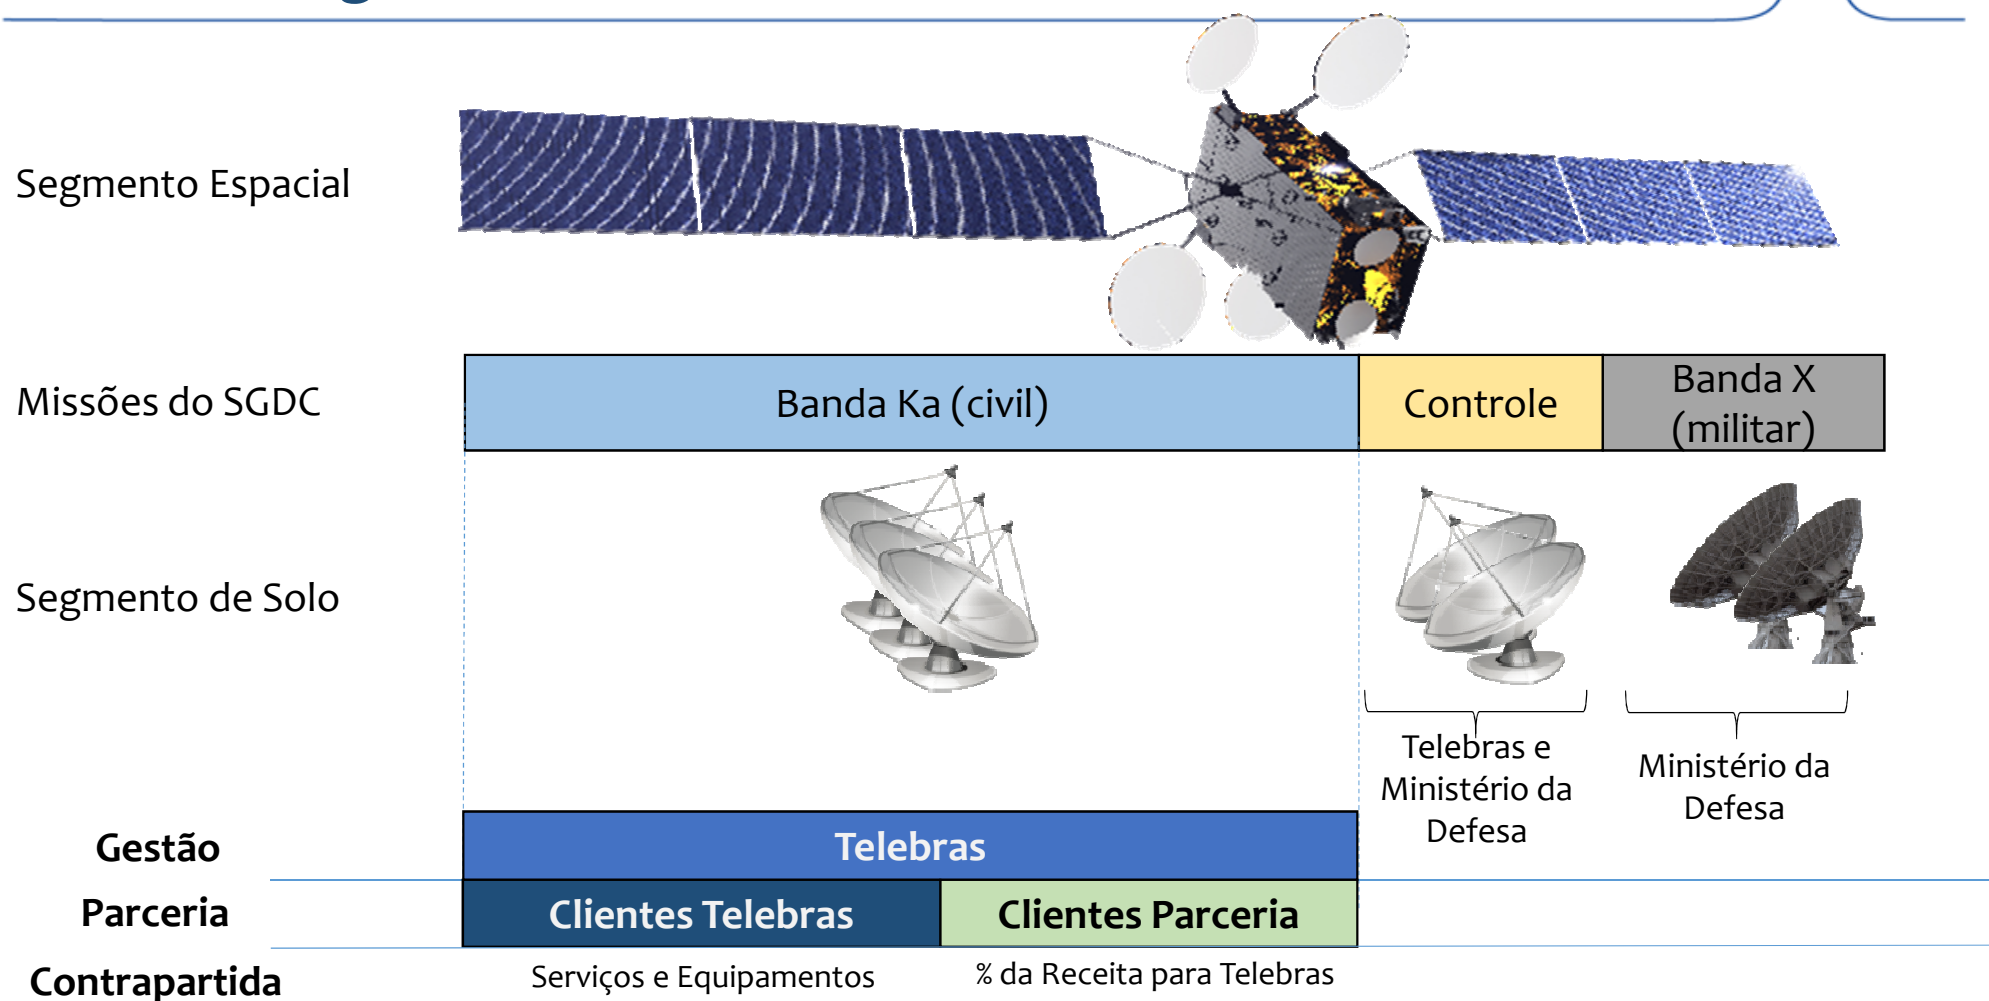 Segmento Espacial
Missões do SGDC
Banda Ka (civil)
Controle
Banda X
(militar)
Segmento de Solo
Telebras e
Ministério da
Defesa
Ministério da
Defesa
Gestão
Telebras
Parceria
Clientes Telebras
Clientes Parceria
Contrapartida
Serviços e Equipamentos
% da Receita para Telebras